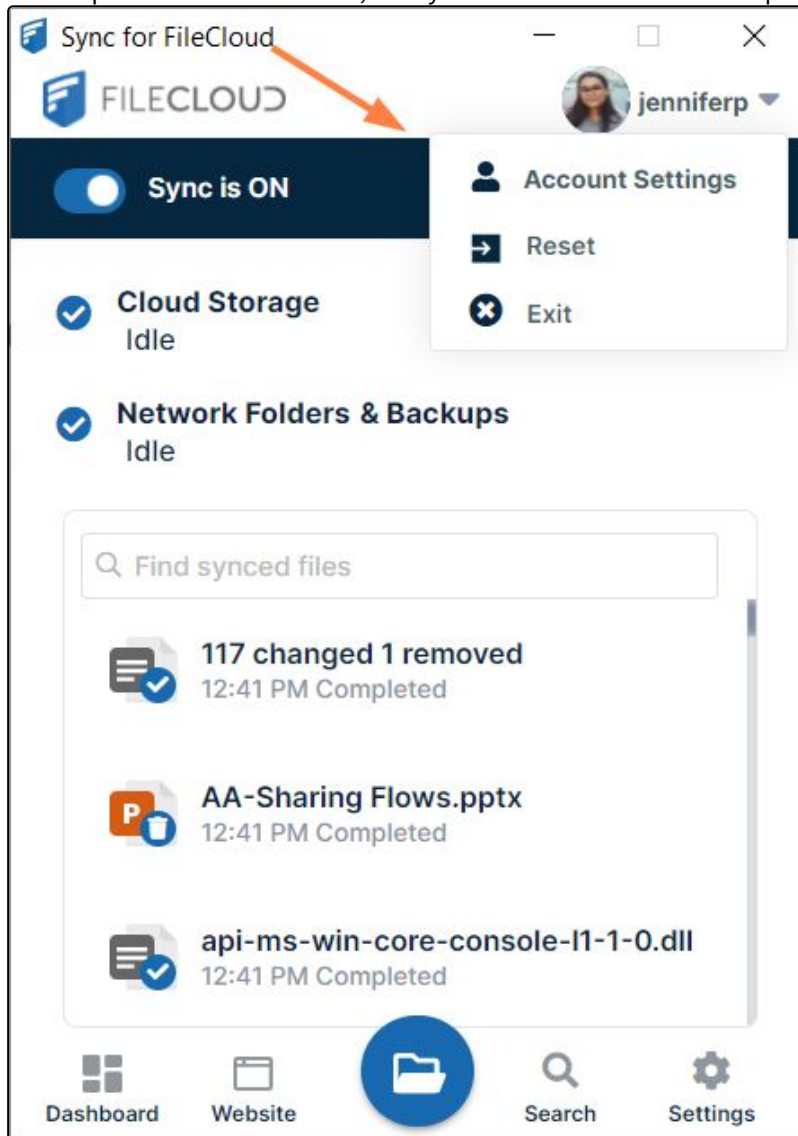 Sync for FileCloud
FILECLOUD
jenniferp
Sync is ON
Account Settings
Reset
Exit
Cloud Storage
Idle
Network Folders & Backups
Idle
Find synced files
117 changed 1 removed
12:41 PM Completed
P
AA-Sharing Flows.pptx
12:41 PM Completed
api-ms-win-core-console-l1-1-0.dll
12:41 PM Completed
Dashboard
Website
Search
Settings